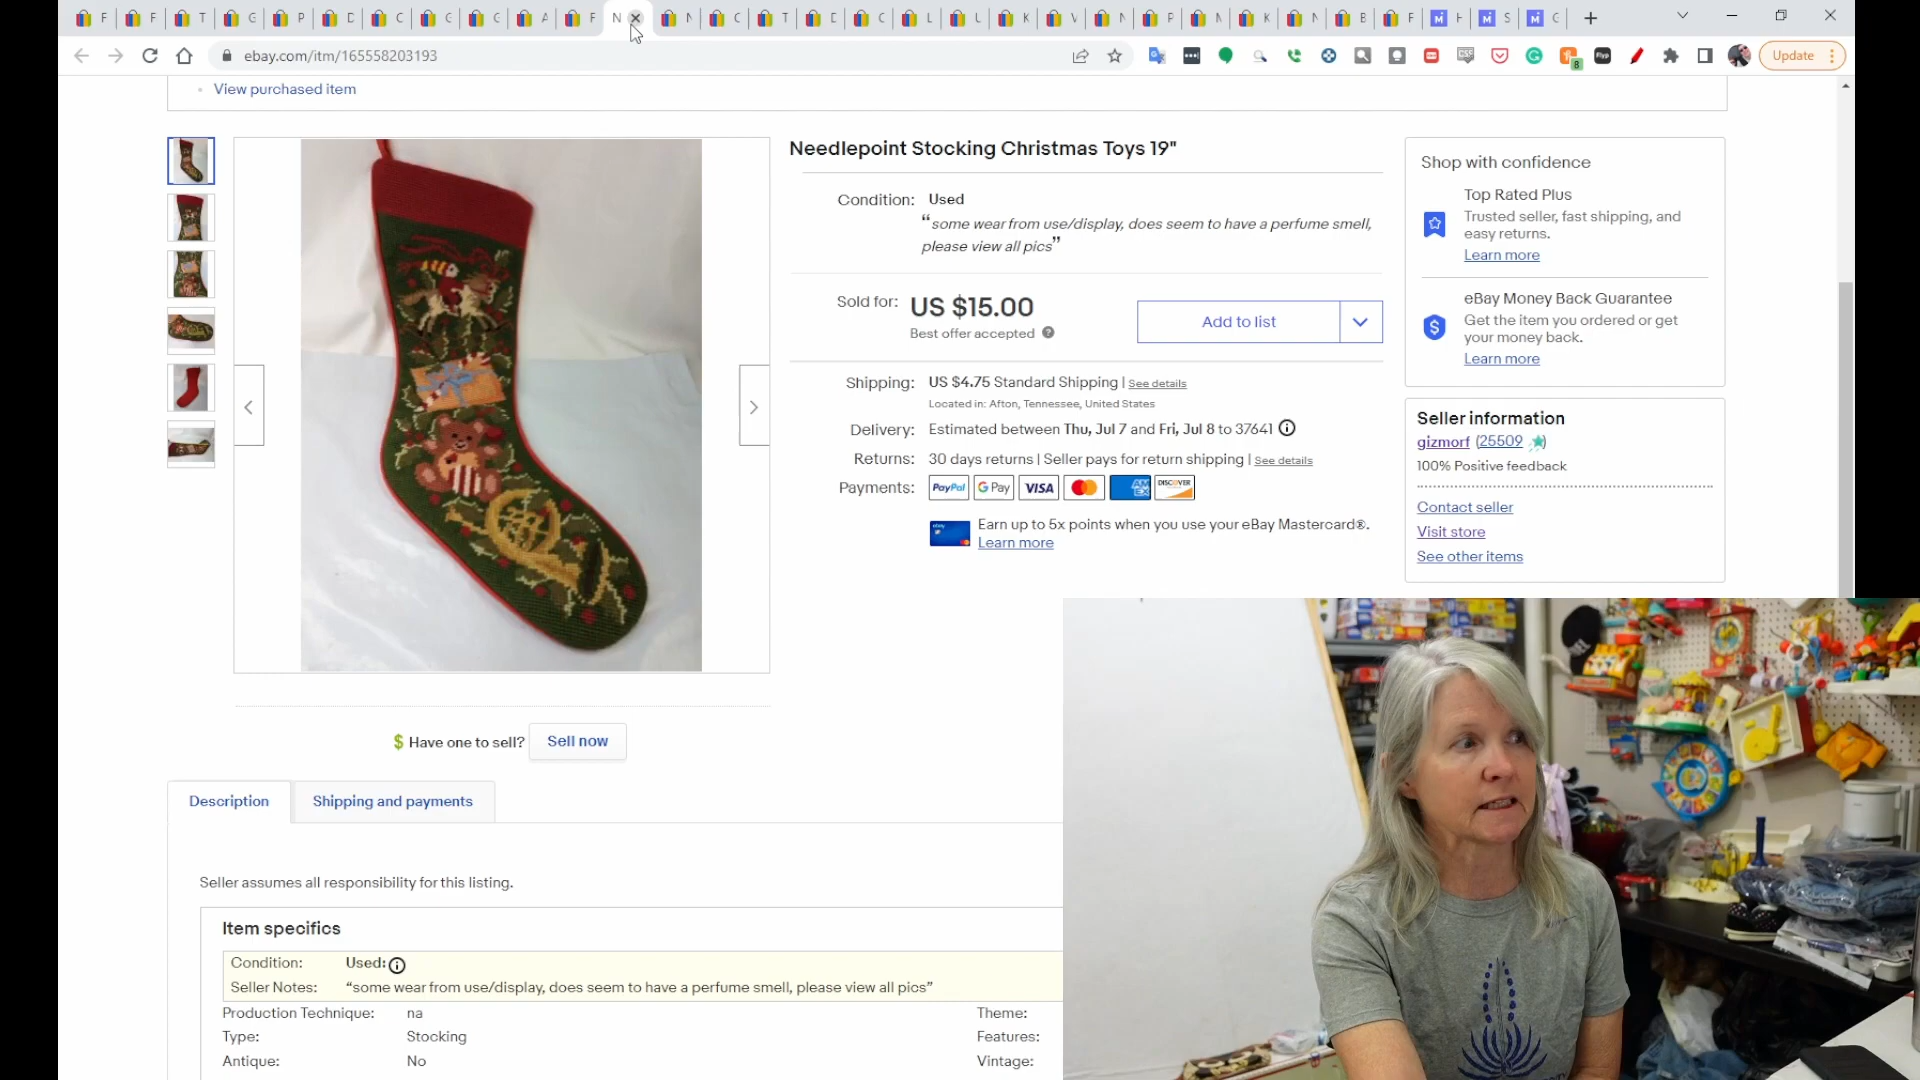 F
F
T
G
P
D
C
C
G
A
F
N
N
C
T
D
C
L
U
K
V
N
P
N
K
N
B
F
H
S
C
ebay.com/itm/165558203193
Update
8
Flyp
View purchased item
Needlepoint Stocking Christmas Toys 19"
Condition: Used
“some wear from use/display, does seem to have a perfume smell,
please view all pics”
Sold for: US $15.00
Best offer accepted
Add to list
Shipping: US $4.75 Standard Shipping | See details
Located in: Afton, Tennessee, United States
Delivery: Estimated between Thu, Jul 7 and Fri, Jul 8 to 37641
Returns: 30 days returns | Seller pays for return shipping | See details
Payments: PayPal G Pay VISA AMEX DISCOVER
Earn up to 5x points when you use your eBay Mastercard®.
Learn more
Shop with confidence
Top Rated Plus
Trusted seller, fast shipping, and
easy returns.
Learn more
eBay Money Back Guarantee
Get the item you ordered or get
your money back.
Learn more
Seller information
gizmorf (25509)
100% Positive feedback
Contact seller
Visit store
See other items
$ Have one to sell? Sell now
Description
Shipping and payments
Seller assumes all responsibility for this listing.
Item specifics
Condition: Used:
Seller Notes: “some wear from use/display, does seem to have a perfume smell, please view all pics”
Production Technique: na
Theme:
Type: Stocking
Features:
Antique: No
Vintage: